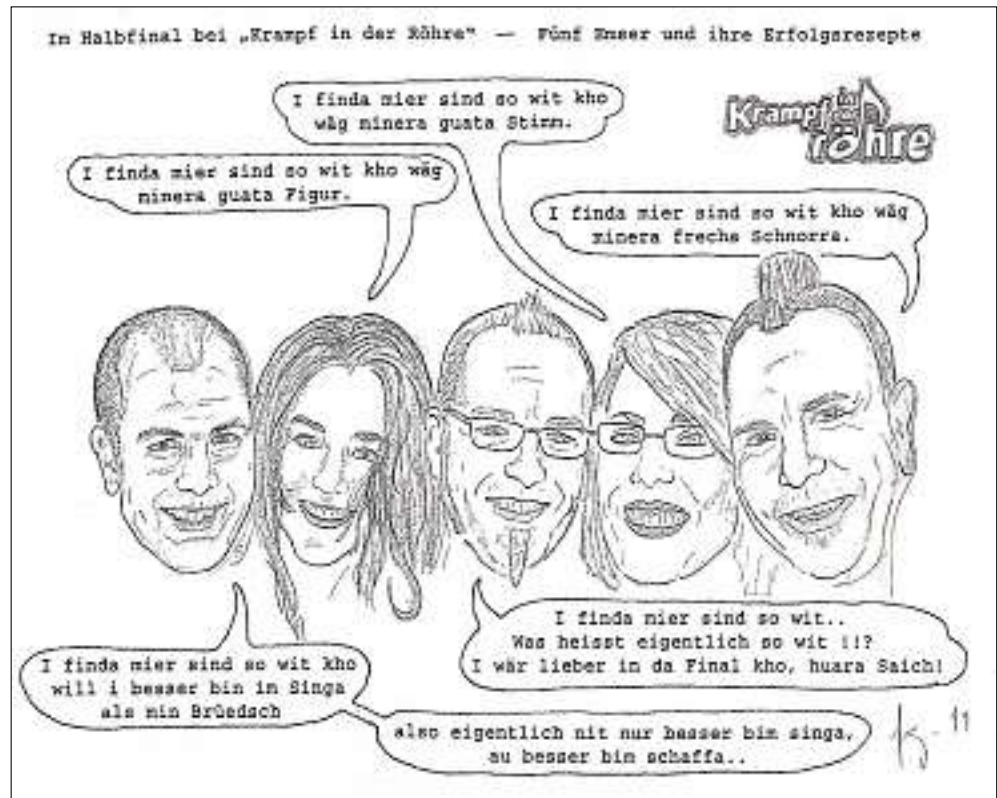 Im Halbfinal bei „Krampf in der Röhre" — Fünf Emser und ihre Erfolgsrezepte
I finda mier sind so wit kho
wäg minera guata Stimm.
Krampf in der
röhre
I finda mier sind so wit kho wäg
minera guata Figur.
I finda mier sind so wit kho wäg
minera frecha Schnorra.
I finda mier sind so wit kho
will i besser bin im Singa
als min Brüedsch
I finda mier sind so wit..
Was heisst eigentlich so wit !!?
I wär lieber in da Final kho, huara Saich!
also eigentlich nit nur besser bim singa,
au besser bim schaffa..
11